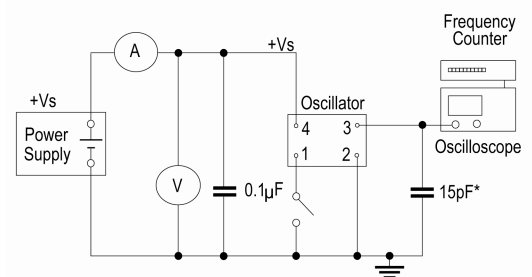 Frequency
Counter
A
+Vs
Oscillator
+Vs
4
3
Power
Supply
Oscilloscope
1
2
V
0.1µF
15pF*